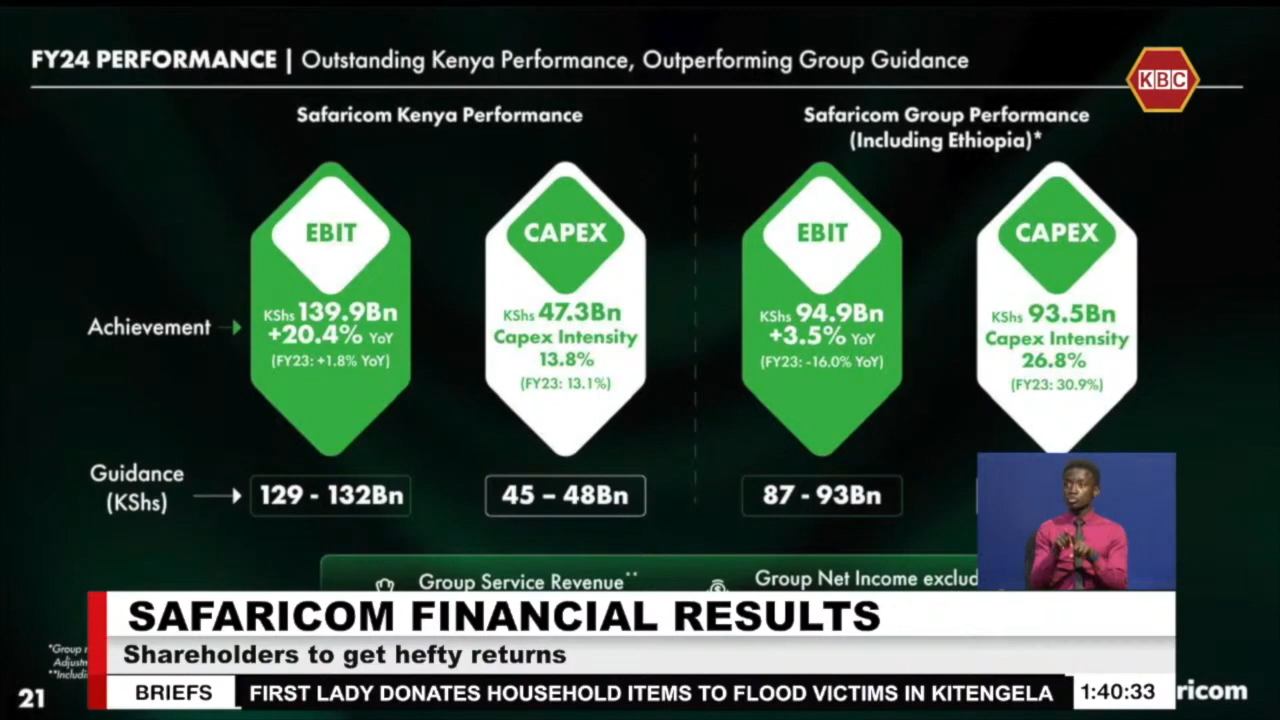 FY24 PERFORMANCE | Outstanding Kenya Performance, Outperforming Group Guidance
KBC
Safaricom Kenya Performance
Safaricom Group Performance
(Including Ethiopia)*
EBIT
CAPEX
EBIT
CAPEX
Achievement
KShs 139.9Bn
+20.4% YoY
(FY23: +1.8% YoY)
KShs 47.3Bn
Capex Intensity
13.8%
(FY23: 13.1%)
KShs 94.9Bn
+3.5% YoY
(FY23: -16.0% YoY)
KShs 93.5Bn
Capex Intensity
26.8%
(FY23: 30.9%)
Guidance
(KShs)
129 - 132Bn
45 – 48Bn
87 - 93Bn
Group Service Revenue**
Group Net Income
SAFARICOM FINANCIAL RESULTS
Shareholders to get hefty returns
*Group
21
BRIEFS
FIRST LADY DONATES HOUSEHOLD ITEMS TO FLOOD VICTIMS IN KITENGELA
1:40:33